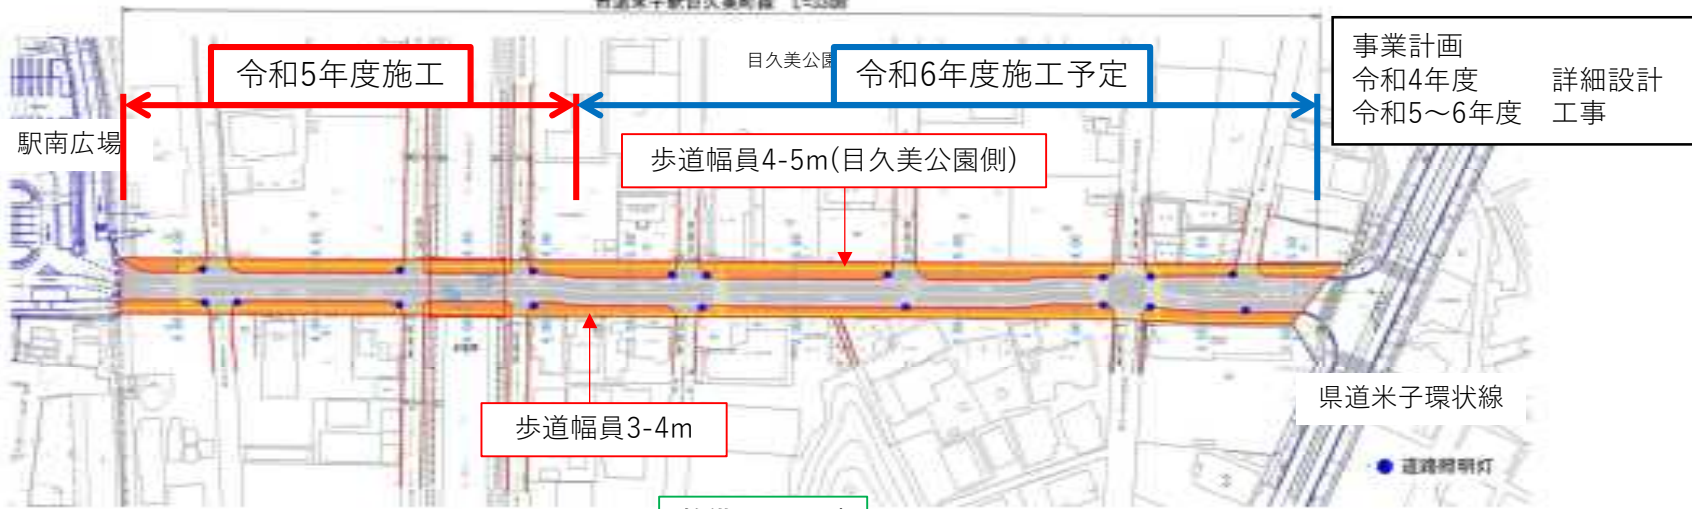 令和5年度施工
目久美公園
令和6年度施工予定
事業計画
令和4年度 詳細設計
令和5～6年度 工事
駅南広場
歩道幅員4-5m(目久美公園側)
歩道幅員3-4m
県道米子環状線
道路照明灯